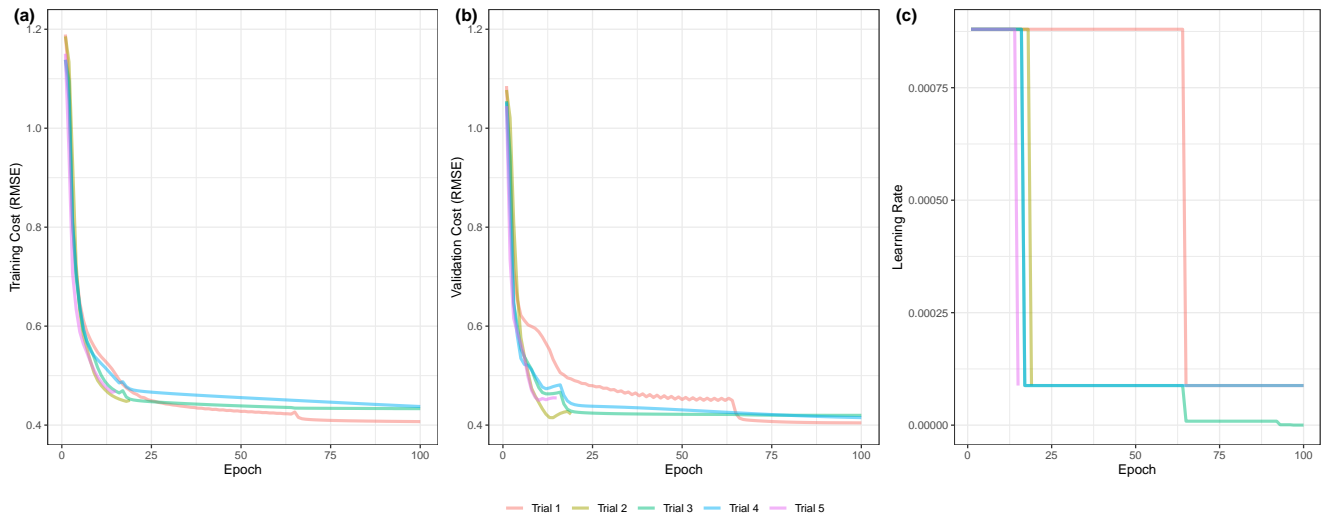 (a)
1.2
1.0
0.8
0.6
0.4
Training Cost (RMSE)
0
25
50
75
100
Epoch
(b)
1.2
1.0
0.8
0.6
0.4
Validation Cost (RMSE)
0
25
50
75
100
Epoch
(c)
0.00075
0.00050
0.00025
0.00000
Learning Rate
0
25
50
75
100
Epoch
Trial 1
Trial 2
Trial 3
Trial 4
Trial 5